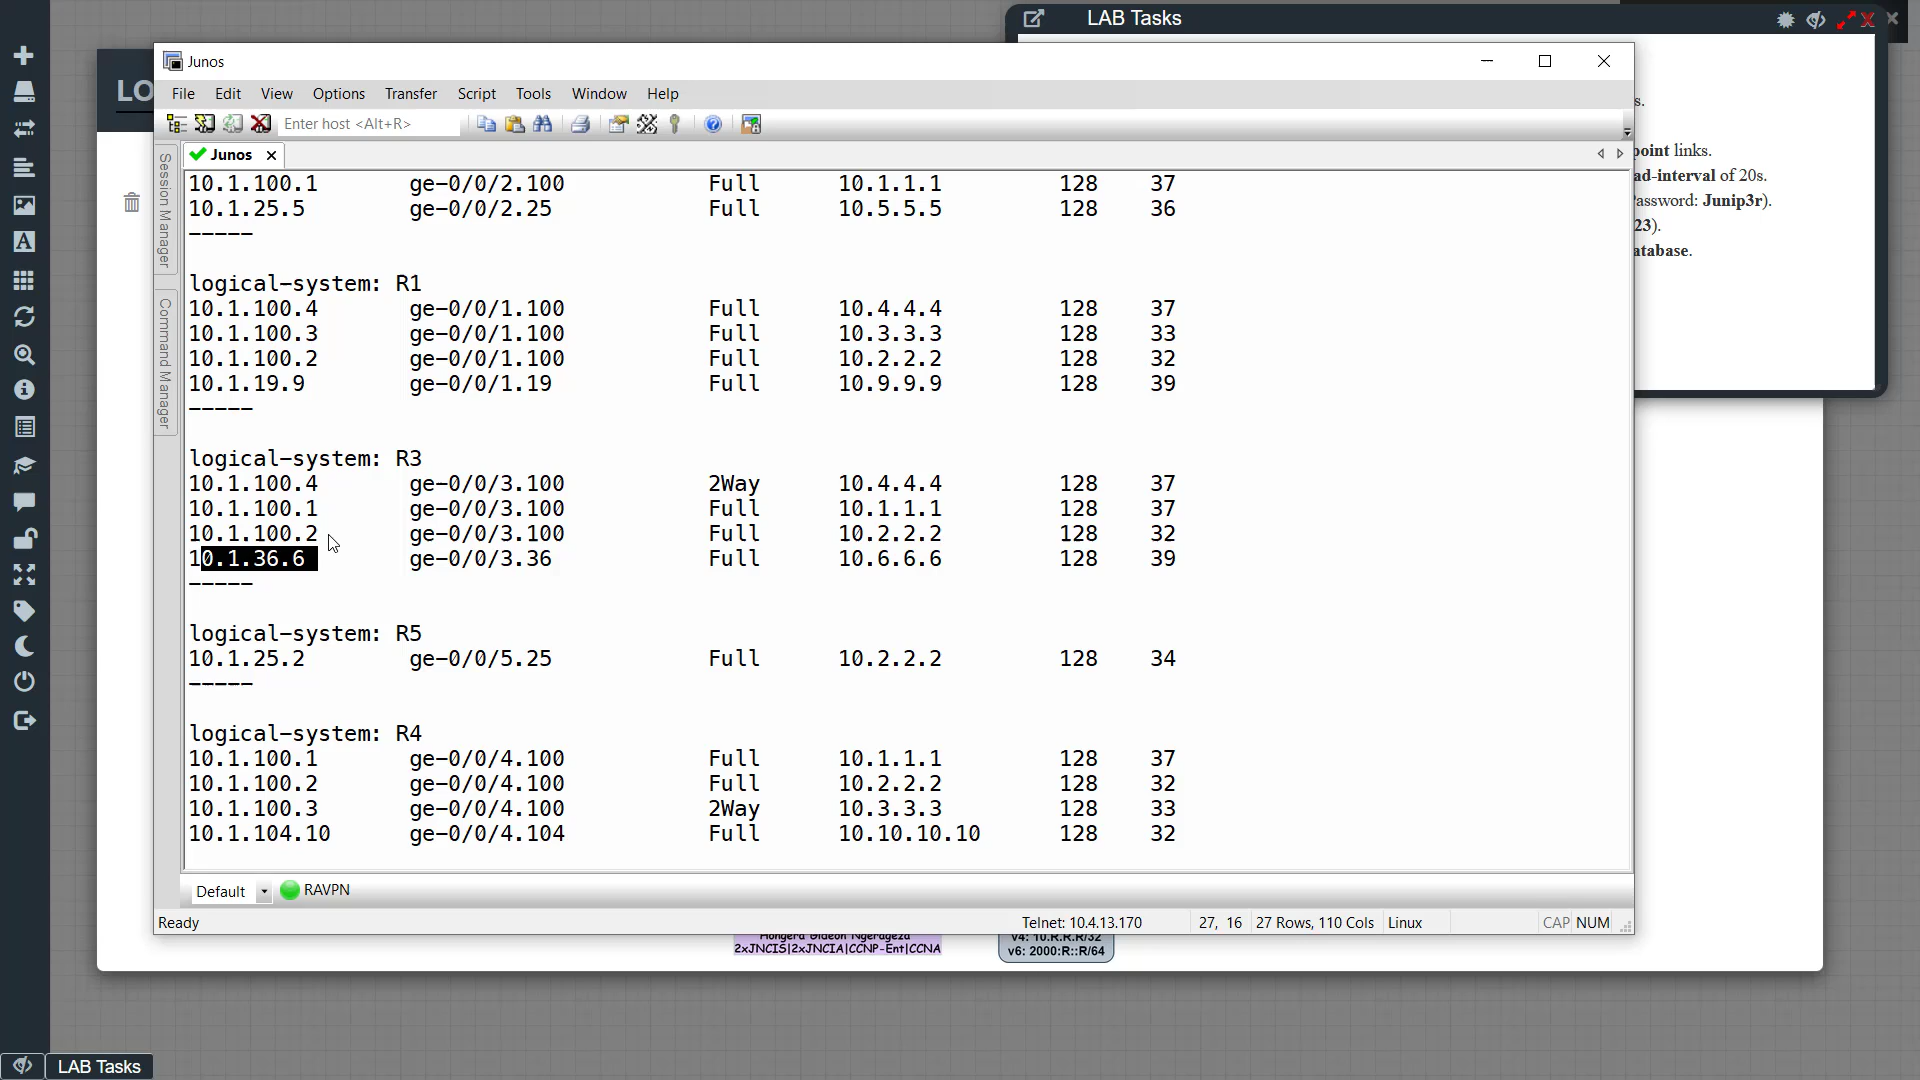 LAB Tasks
LO
Junos
s.
File Edit View Options Transfer Script Tools Window Help
Enter host <Alt+R>
Junos
point links.
ad-interval of 20s.
assword: Junip3r).
23).
atabase.
Session Manager
Command Manager
10.1.100.1 ge-0/0/2.100 Full 10.1.1.1 128 37
10.1.25.5 ge-0/0/2.25 Full 10.5.5.5 128 36
-----
logical-system: R1
10.1.100.4 ge-0/0/1.100 Full 10.4.4.4 128 37
10.1.100.3 ge-0/0/1.100 Full 10.3.3.3 128 33
10.1.100.2 ge-0/0/1.100 Full 10.2.2.2 128 32
10.1.19.9 ge-0/0/1.19 Full 10.9.9.9 128 39
-----
logical-system: R3
10.1.100.4 ge-0/0/3.100 2Way 10.4.4.4 128 37
10.1.100.1 ge-0/0/3.100 Full 10.1.1.1 128 37
10.1.100.2 ge-0/0/3.100 Full 10.2.2.2 128 32
10.1.36.6 ge-0/0/3.36 Full 10.6.6.6 128 39
-----
logical-system: R5
10.1.25.2 ge-0/0/5.25 Full 10.2.2.2 128 34
-----
logical-system: R4
10.1.100.1 ge-0/0/4.100 Full 10.1.1.1 128 37
10.1.100.2 ge-0/0/4.100 Full 10.2.2.2 128 32
10.1.100.3 ge-0/0/4.100 2Way 10.3.3.3 128 33
10.1.104.10 ge-0/0/4.104 Full 10.10.10.10 128 32
Default RAVPN
Ready Telnet: 10.4.13.170 27, 16 27 Rows, 110 Cols Linux CAP NUM
Hongera Gideon Ngerageza
2xJNCIS|2xJNCIA|CCNP-Ent|CCNA
v4: 10.R.R.R/32
v6: 2000:R::R/64
LAB Tasks